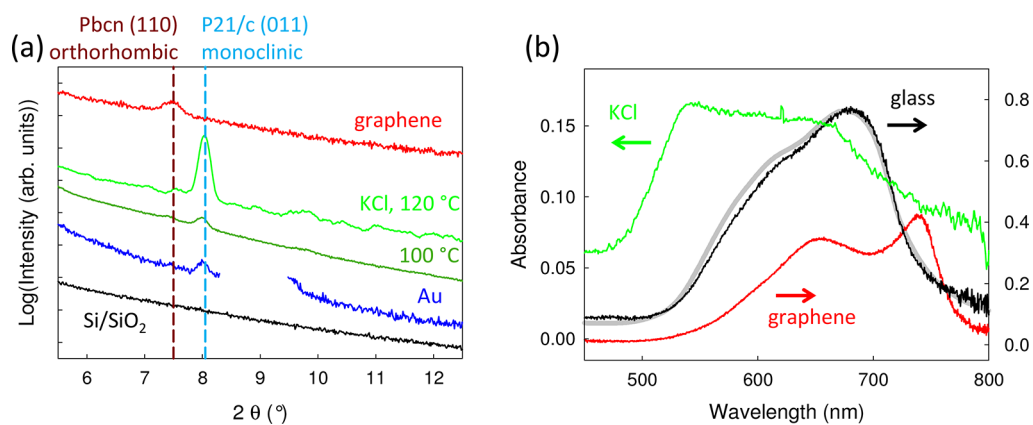 (a)
Pbcn (110)
orthorhombic
P21/c (011)
monoclinic
Log(Intensity (arb. units))
graphene
KCl, 120 °C
100 °C
Au
Si/SiO₂
6 7 8 9 10 11 12
2 θ (°)
(b)
Absorbance
0.15
0.10
0.05
0.00
KCl
glass
graphene
0.8
0.6
0.4
0.2
0.0
500 600 700 800
Wavelength (nm)